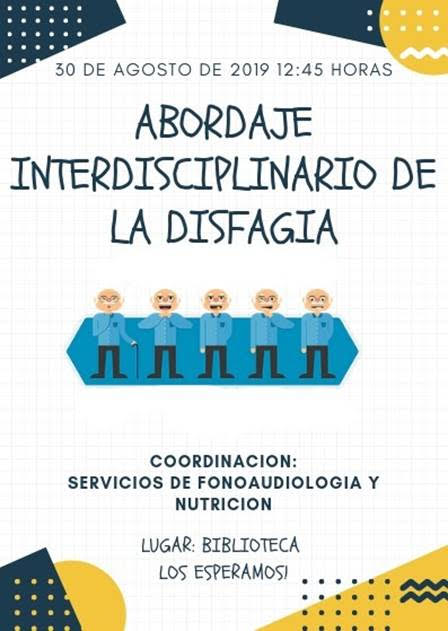 30 DE AGOSTO DE 2019 12:45 HORAS
ABORDAJE
INTERDISCIPLINARIO DE
LA DISFAGIA
COORDINACION:
SERVICIOS DE FONOAUDIOLOGIA Y
NUTRICION
LUGAR: BIBLIOTECA
LOS ESPERAMOS!